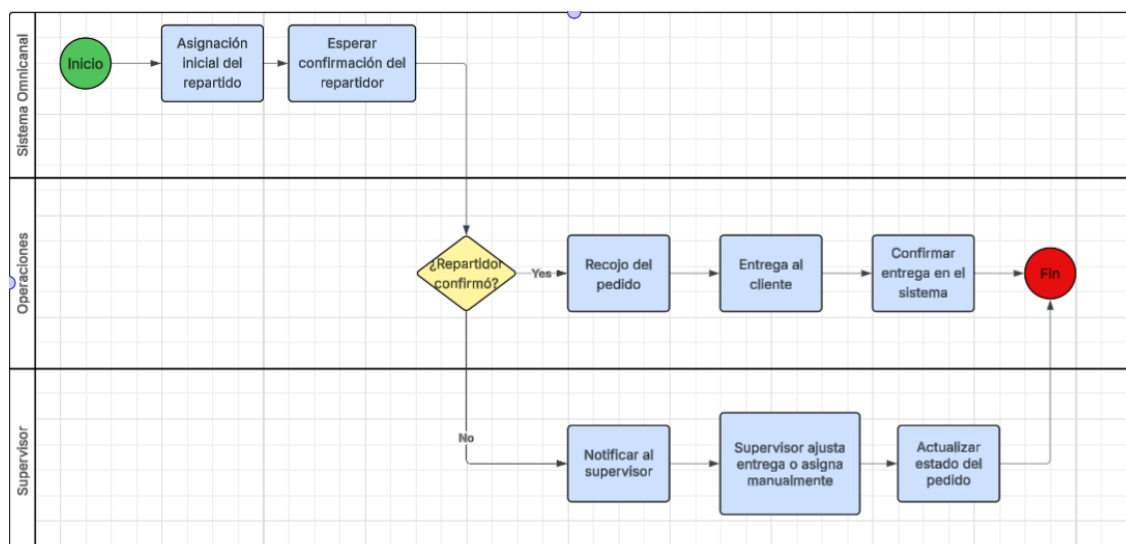 Sistema Omnicanal
Inicio
Asignación
inicial del
repartido
Esperar
confirmación del
repartidor
Operaciones
¿Repartidor
confirmó?
Yes
Recojo del
pedido
Entrega al
cliente
Confirmar
entrega en el
sistema
Fin
Supervisor
No
Notificar al
supervisor
Supervisor ajusta
entrega o asigna
manualmente
Actualizar
estado del
pedido